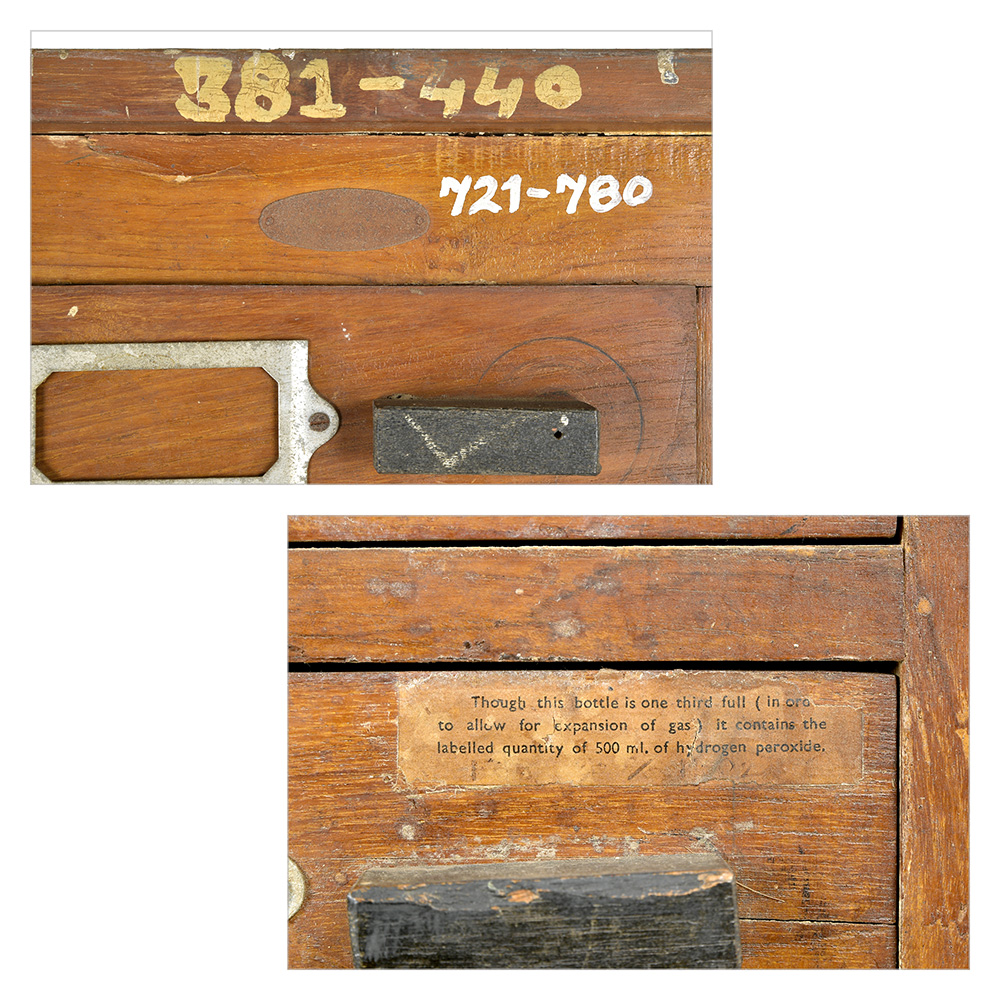 381-440
721-780
Though this bottle is one third full ( in ord
to allow for expansion of gas ) it contains the
labelled quantity of 500 ml. of hydrogen peroxide.